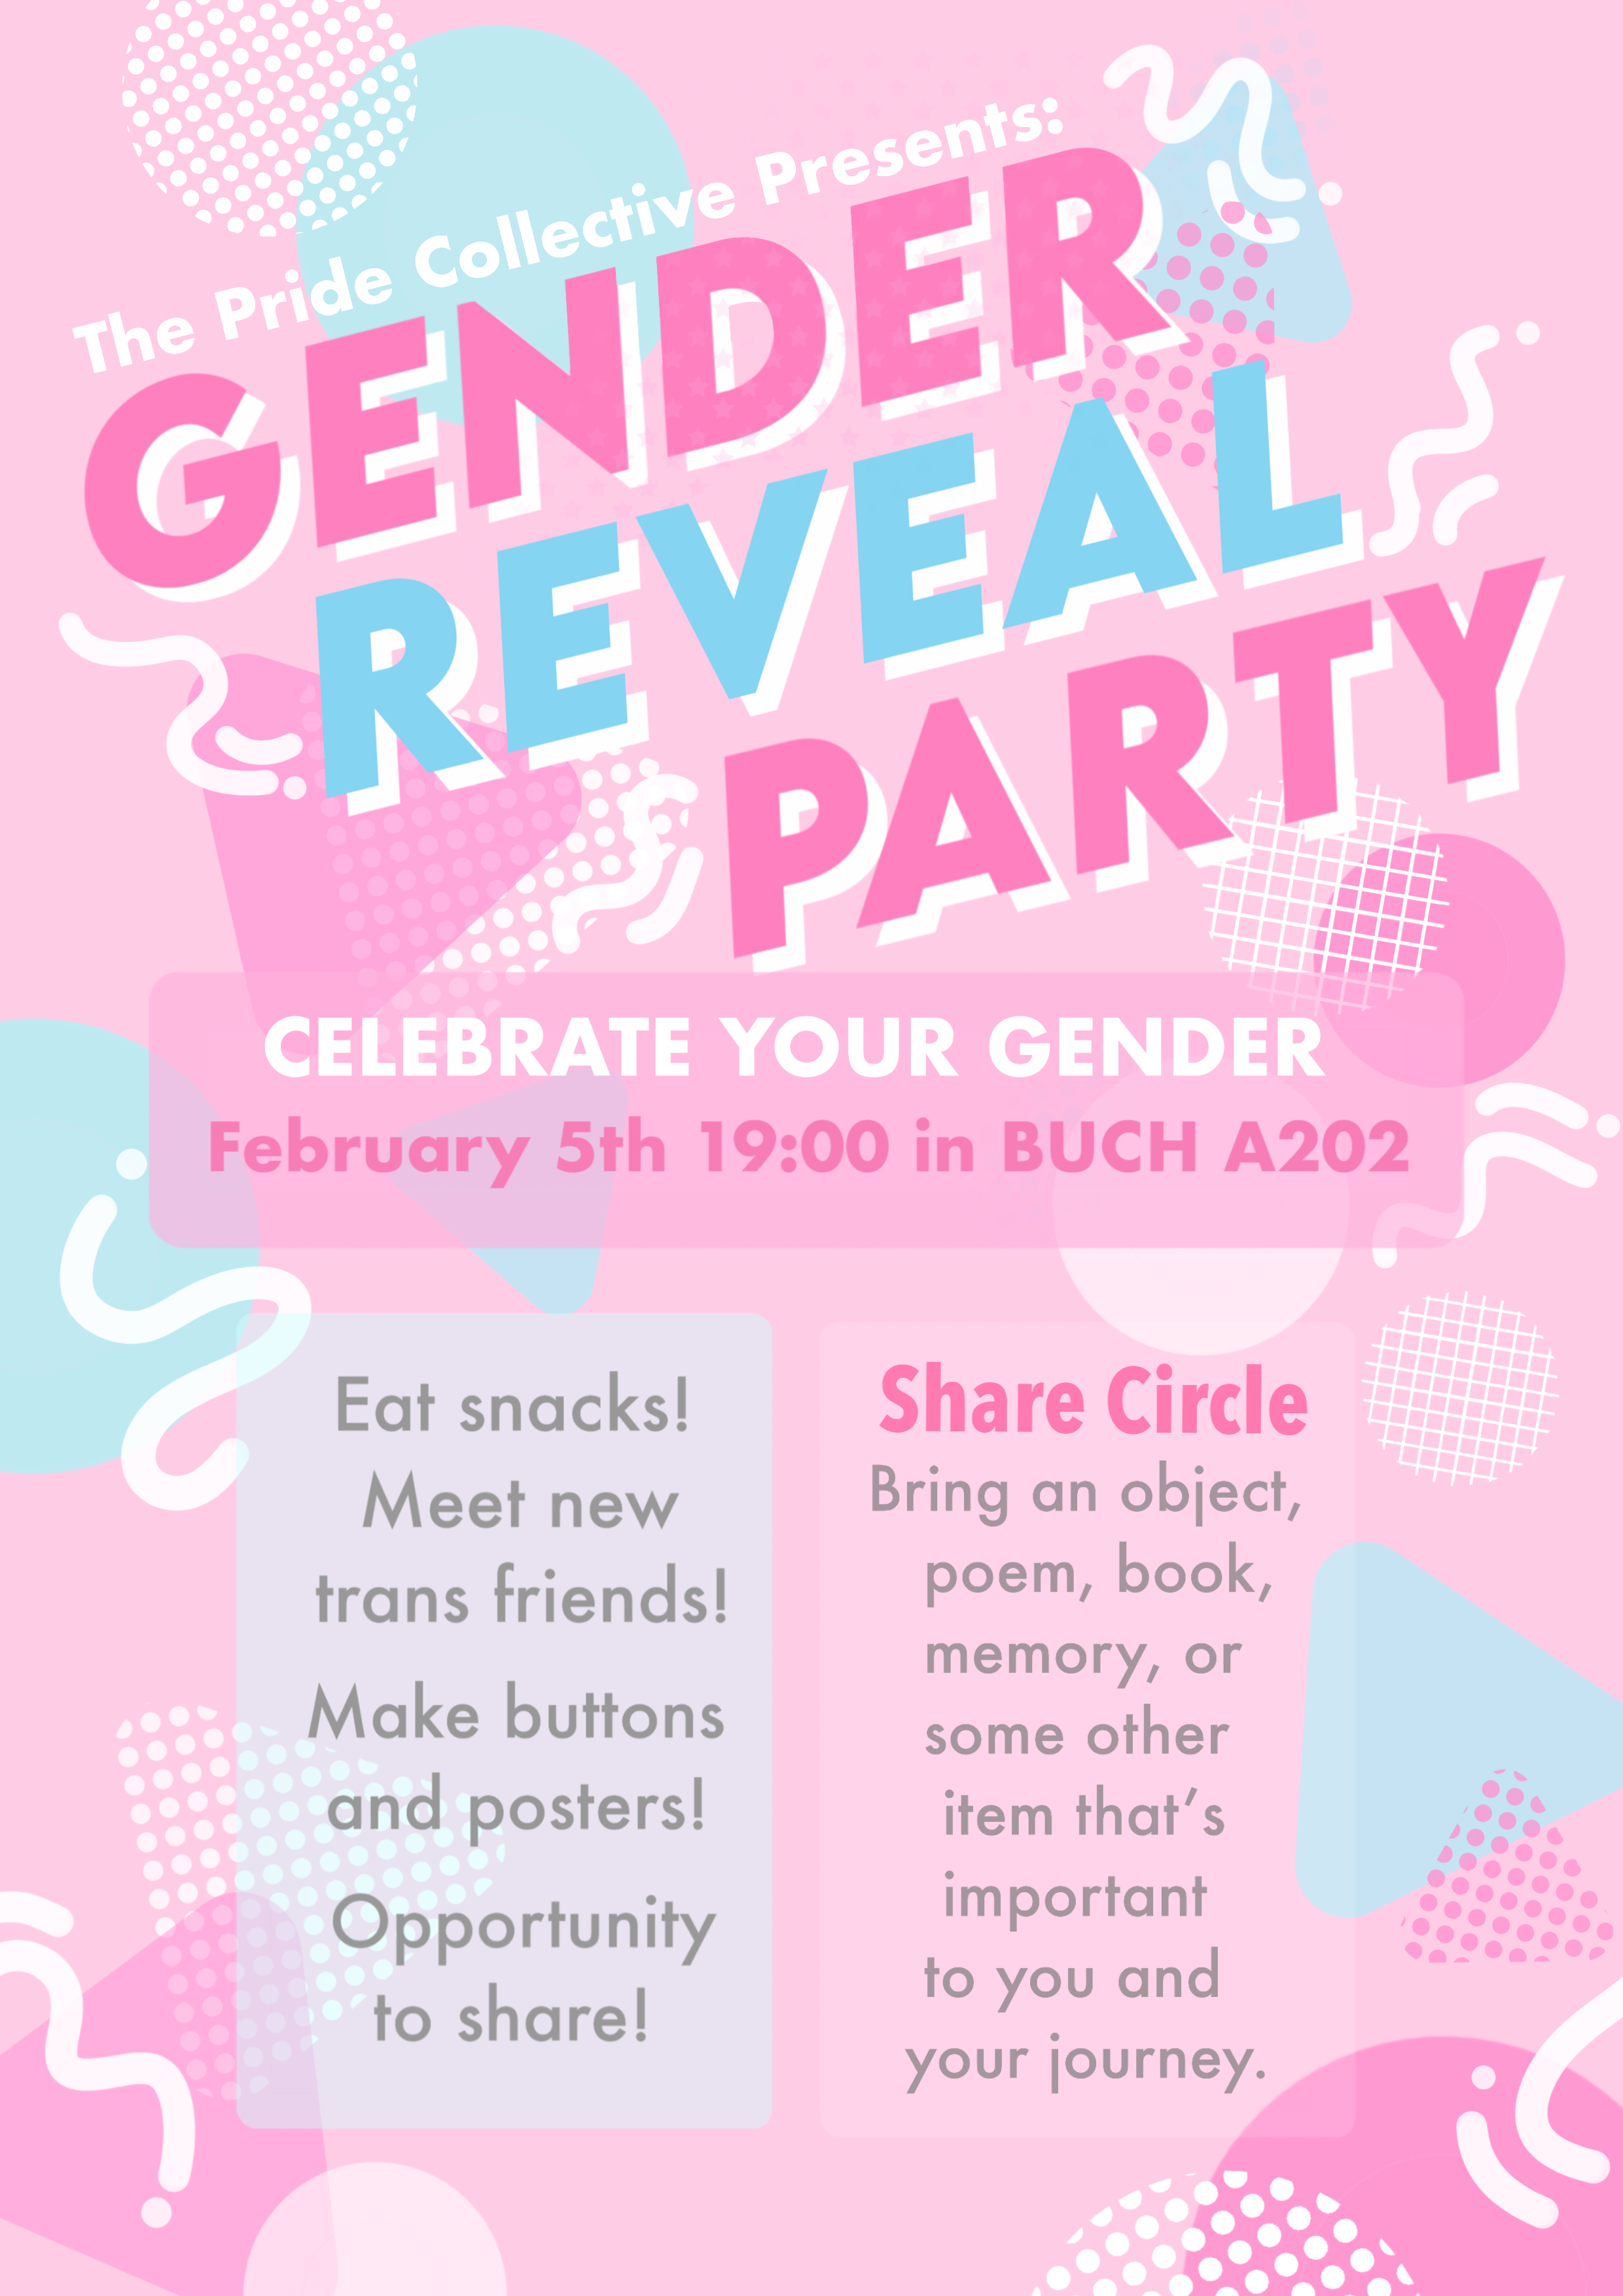 The Pride Collective Presents:
GENDER
REVEAL
PARTY
CELEBRATE YOUR GENDER
February 5th 19:00 in BUCH A202
Eat snacks!
Meet new
trans friends!
Make buttons
and posters!
Opportunity
to share!
Share Circle
Bring an object,
poem, book,
memory, or
some other
item that’s
important
to you and
your journey.